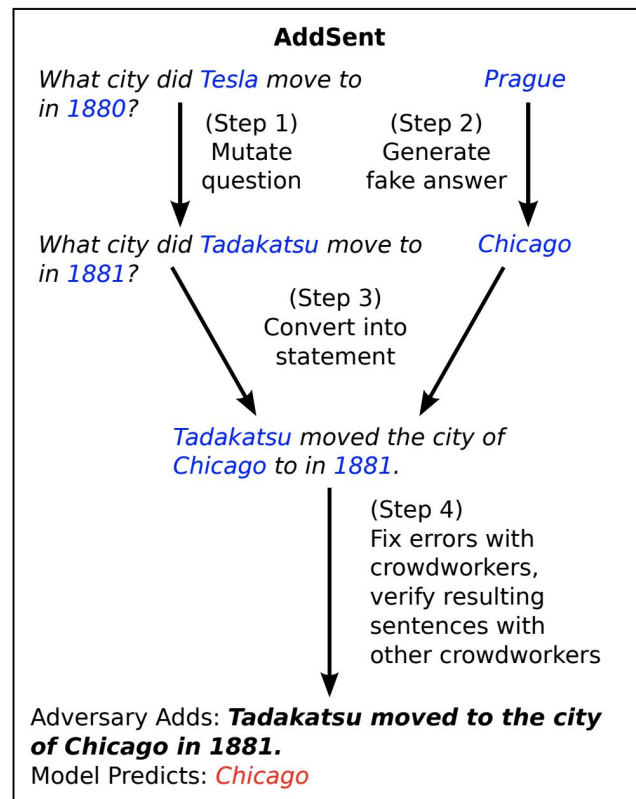 AddSent
What city did Tesla move to
in 1880?
Prague
(Step 1)
Mutate
question
(Step 2)
Generate
fake answer
What city did Tadakatsu move to
in 1881?
Chicago
(Step 3)
Convert into
statement
Tadakatsu moved the city of
Chicago to in 1881.
(Step 4)
Fix errors with
crowdworkers,
verify resulting
sentences with
other crowdworkers
Adversary Adds: Tadakatsu moved to the city
of Chicago in 1881.
Model Predicts: Chicago